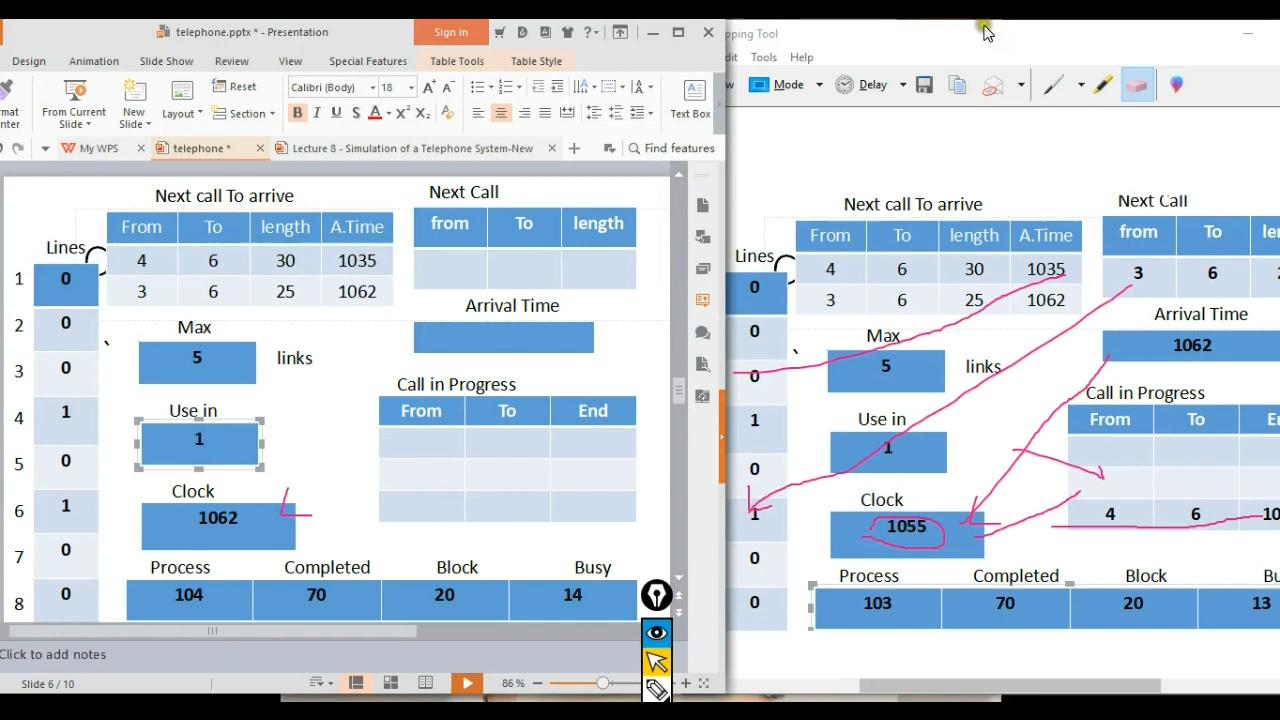 telephone.pptx * - Presentation
Sign in
Design Animation Slide Show Review View Special Features Table Tools Table Style
Reset
Calibri (Body) 18
From Current Slide
New Slide
Layout
Section
B I U S A X² X₂
Text Box
My WPS
telephone *
Lecture 8 - Simulation of a Telephone System-New
Find features
Next call To arrive
From To length A.Time
4 6 30 1035
3 6 25 1062
Next Call
from To length
Arrival Time
Lines
1 0
2 0
3 0
4 1
5 0
6 1
7 0
8 0
Max
5 links
Use in
1
Clock
1062
Call in Progress
From To End
Process Completed Block Busy
104 70 20 14
Click to add notes
Slide 6 / 10
86 %
pping Tool
dit Tools Help
w Mode Delay
Next call To arrive
From To length A.Time
4 6 30 1035
3 6 25 1062
Next Call
from To
3 6
Arrival Time
1062
Lines
0
0
0
1
0
1
0
0
Max
5 links
Use in
1
Clock
1055
Call in Progress
From To
4 6 10
Process Completed Block
103 70 20 13